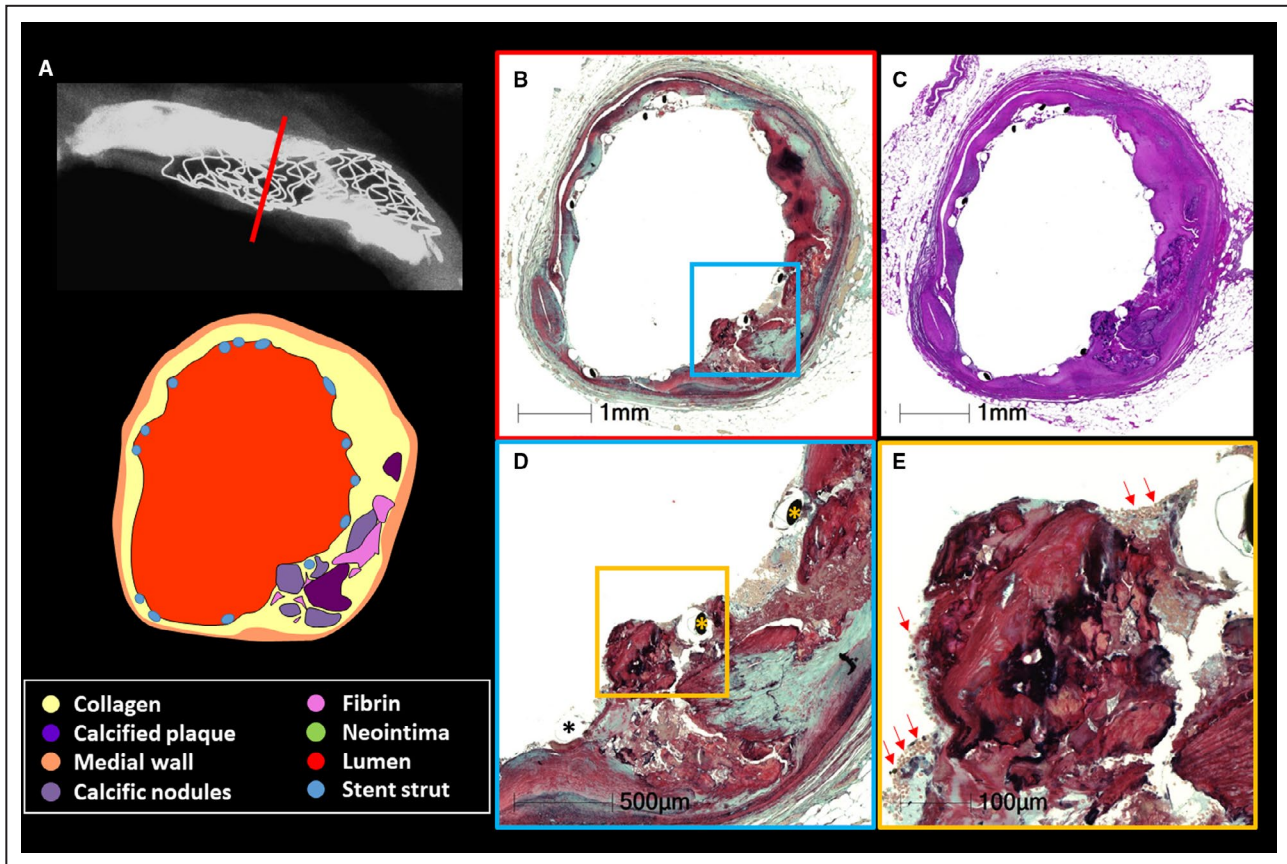 A
B
C
1mm
1mm
D
E
*
*
*
500µm
100µm
Collagen
Fibrin
Calcified plaque
Neointima
Medial wall
Lumen
Calcific nodules
Stent strut